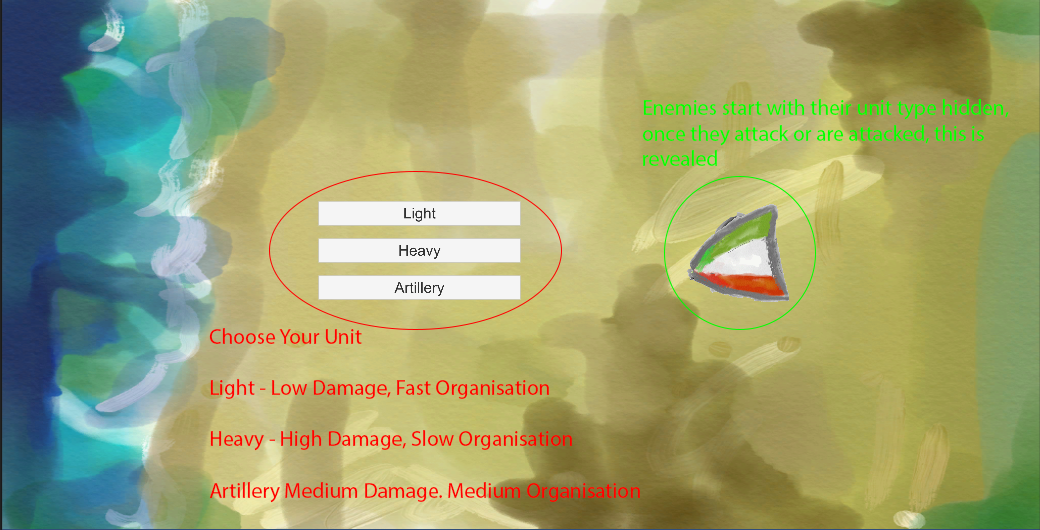 Enemies start with their unit type hidden,
once they attack or are attacked, this is
revealed
Light
Heavy
Artillery
Choose Your Unit
Light - Low Damage, Fast Organisation
Heavy - High Damage, Slow Organisation
Artillery Medium Damage. Medium Organisation